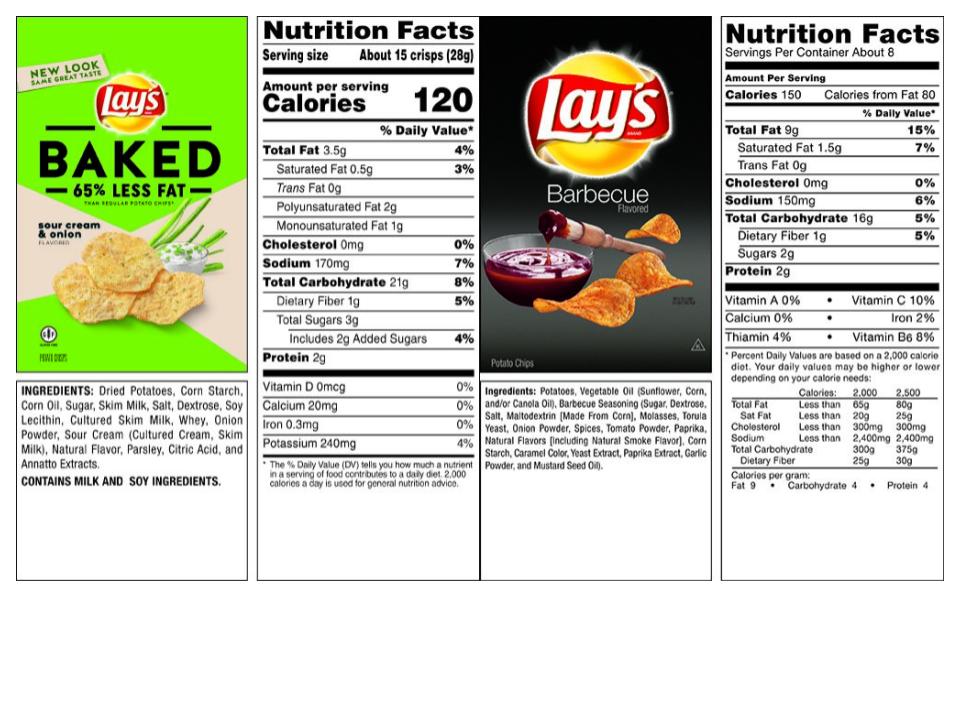 NEW LOOK
SAME GREAT TASTE
Lay's
BAKED
65% LESS FAT
THAN REGULAR POTATO CHIPS*
sour cream
& onion
FLAVORED
POTATO CRISPS
INGREDIENTS: Dried Potatoes, Corn Starch,
Corn Oil, Sugar, Skim Milk, Salt, Dextrose, Soy
Lecithin, Cultured Skim Milk, Whey, Onion
Powder, Sour Cream (Cultured Cream, Skim
Milk), Natural Flavor, Parsley, Citric Acid, and
Annatto Extracts.
CONTAINS MILK AND SOY INGREDIENTS.
Nutrition Facts
Serving size About 15 crisps (28g)
Amount per serving
Calories 120
% Daily Value*
Total Fat 3.5g 4%
Saturated Fat 0.5g 3%
Trans Fat 0g
Polyunsaturated Fat 2g
Monounsaturated Fat 1g
Cholesterol 0mg 0%
Sodium 170mg 7%
Total Carbohydrate 21g 8%
Dietary Fiber 1g 5%
Total Sugars 3g
Includes 2g Added Sugars 4%
Protein 2g
Vitamin D 0mcg 0%
Calcium 20mg 0%
Iron 0.3mg 0%
Potassium 240mg 4%
* The % Daily Value (DV) tells you how much a nutrient
in a serving of food contributes to a daily diet. 2,000
calories a day is used for general nutrition advice.
Lay's
BRAND
Barbecue
Flavored
Potato Chips
Ingredients: Potatoes, Vegetable Oil (Sunflower, Corn,
and/or Canola Oil), Barbecue Seasoning (Sugar, Dextrose,
Salt, Maltodextrin [Made From Corn], Molasses, Torula
Yeast, Onion Powder, Spices, Tomato Powder, Paprika,
Natural Flavors [Including Natural Smoke Flavor], Corn
Starch, Caramel Color, Yeast Extract, Paprika Extract, Garlic
Powder, and Mustard Seed Oil).
Nutrition Facts
Servings Per Container About 8
Amount Per Serving
Calories 150 Calories from Fat 80
% Daily Value*
Total Fat 9g 15%
Saturated Fat 1.5g 7%
Trans Fat 0g
Cholesterol 0mg 0%
Sodium 150mg 6%
Total Carbohydrate 16g 5%
Dietary Fiber 1g 5%
Sugars 2g
Protein 2g
Vitamin A 0% • Vitamin C 10%
Calcium 0% • Iron 2%
Thiamin 4% • Vitamin B6 8%
* Percent Daily Values are based on a 2,000 calorie
diet. Your daily values may be higher or lower
depending on your calorie needs:
Calories: 2,000 2,500
Total Fat Less than 65g 80g
Sat Fat Less than 20g 25g
Cholesterol Less than 300mg 300mg
Sodium Less than 2,400mg 2,400mg
Total Carbohydrate 300g 375g
Dietary Fiber 25g 30g
Calories per gram:
Fat 9 • Carbohydrate 4 • Protein 4